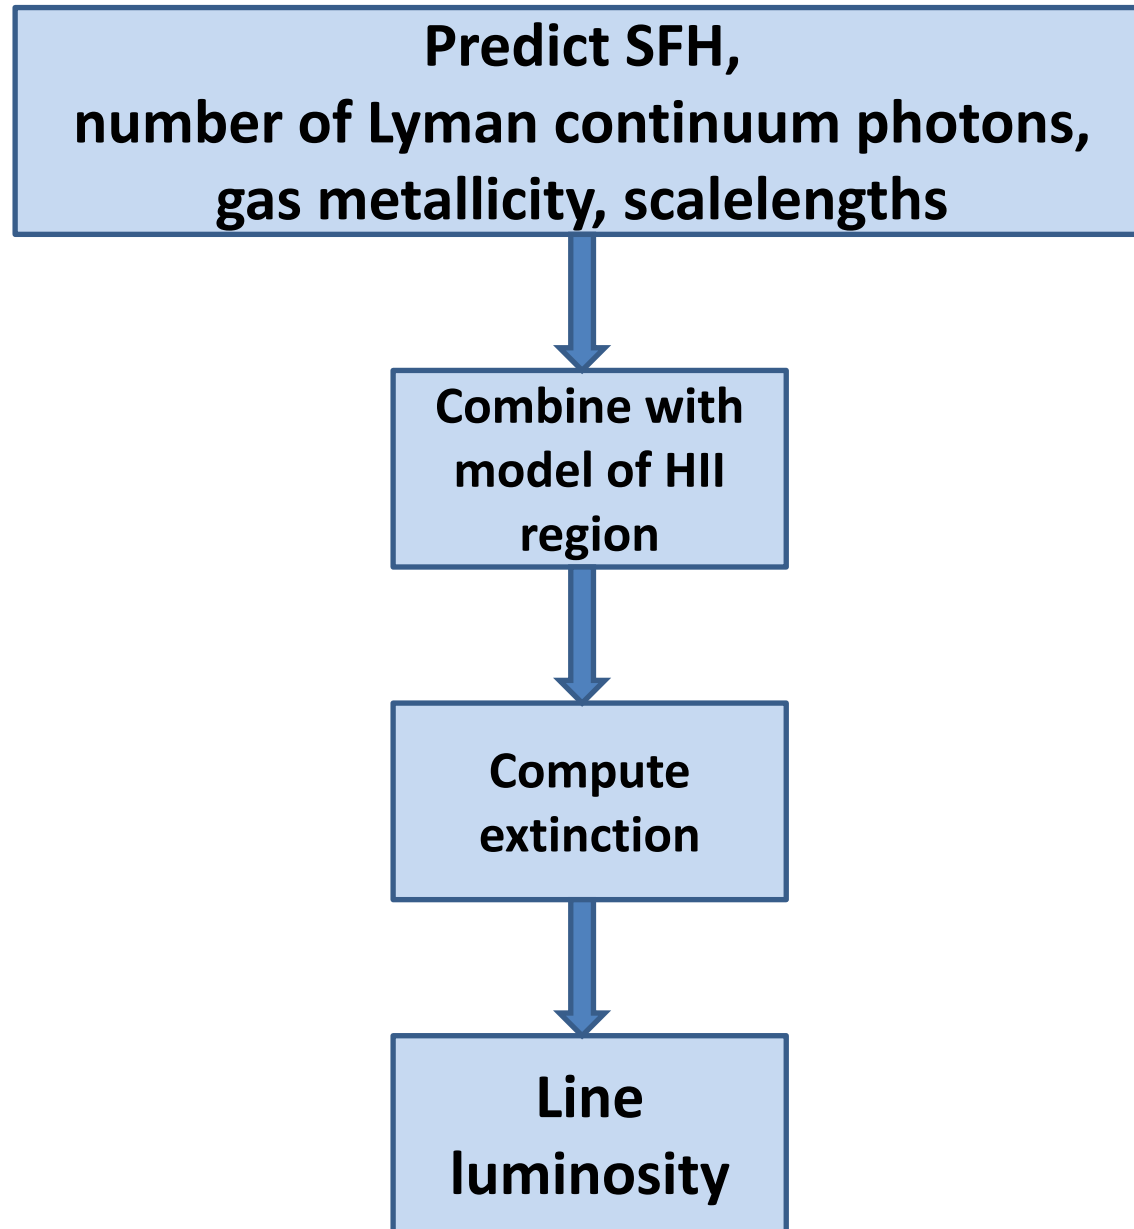 Predict SFH,
number of Lyman continuum photons,
gas metallicity, scalelengths
Combine with
model of HII
region
Compute
extinction
Line
luminosity